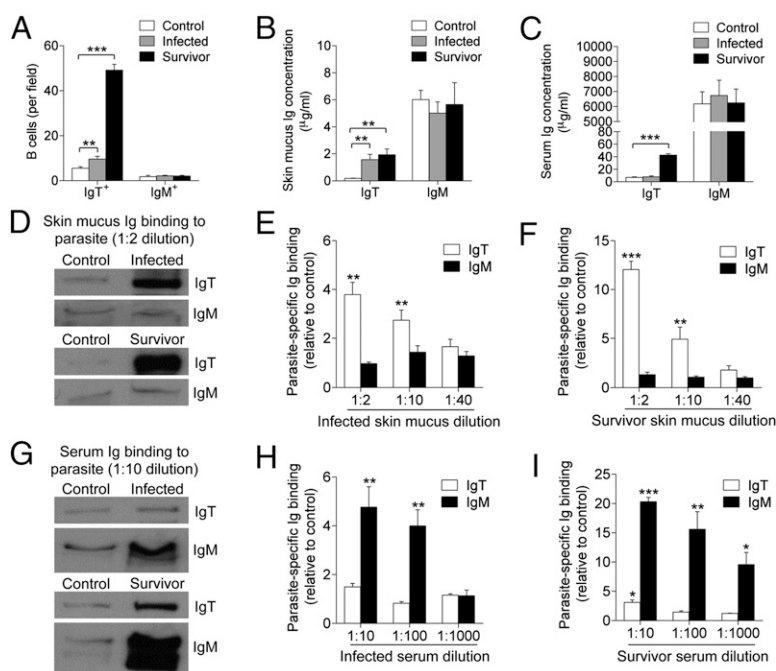 A
Control
Infected
Survivor
B cells (per field)
60
40
20
0
***
**
IgT+
IgM+
B
Control
Infected
Survivor
Skin mucus Ig concentration
(µg/ml)
8
6
4
2
0
**
**
IgT
IgM
C
Control
Infected
Survivor
Serum Ig concentration
(µg/ml)
10000
9000
8000
7000
6000
5000
80
60
40
20
0
***
IgT
IgM
D
Skin mucus Ig binding to
parasite (1:2 dilution)
Control Infected
IgT
IgM
Control Survivor
IgT
IgM
E
IgT
IgM
Parasite-specific Ig binding
(relative to control)
6
4
2
0
**
**
1:2 1:10 1:40
Infected skin mucus dilution
F
IgT
IgM
Parasite-specific Ig binding
(relative to control)
15
10
5
0
***
**
1:2 1:10 1:40
Survivor skin mucus dilution
G
Serum Ig binding to
parasite (1:10 dilution)
Control Infected
IgT
IgM
Control Survivor
IgT
IgM
H
IgT
IgM
Parasite-specific Ig binding
(relative to control)
6
4
2
0
**
**
1:10 1:100 1:1000
Infected serum dilution
I
IgT
IgM
Parasite-specific Ig binding
(relative to control)
25
20
15
10
5
0
*
***
**
*
1:10 1:100 1:1000
Survivor serum dilution